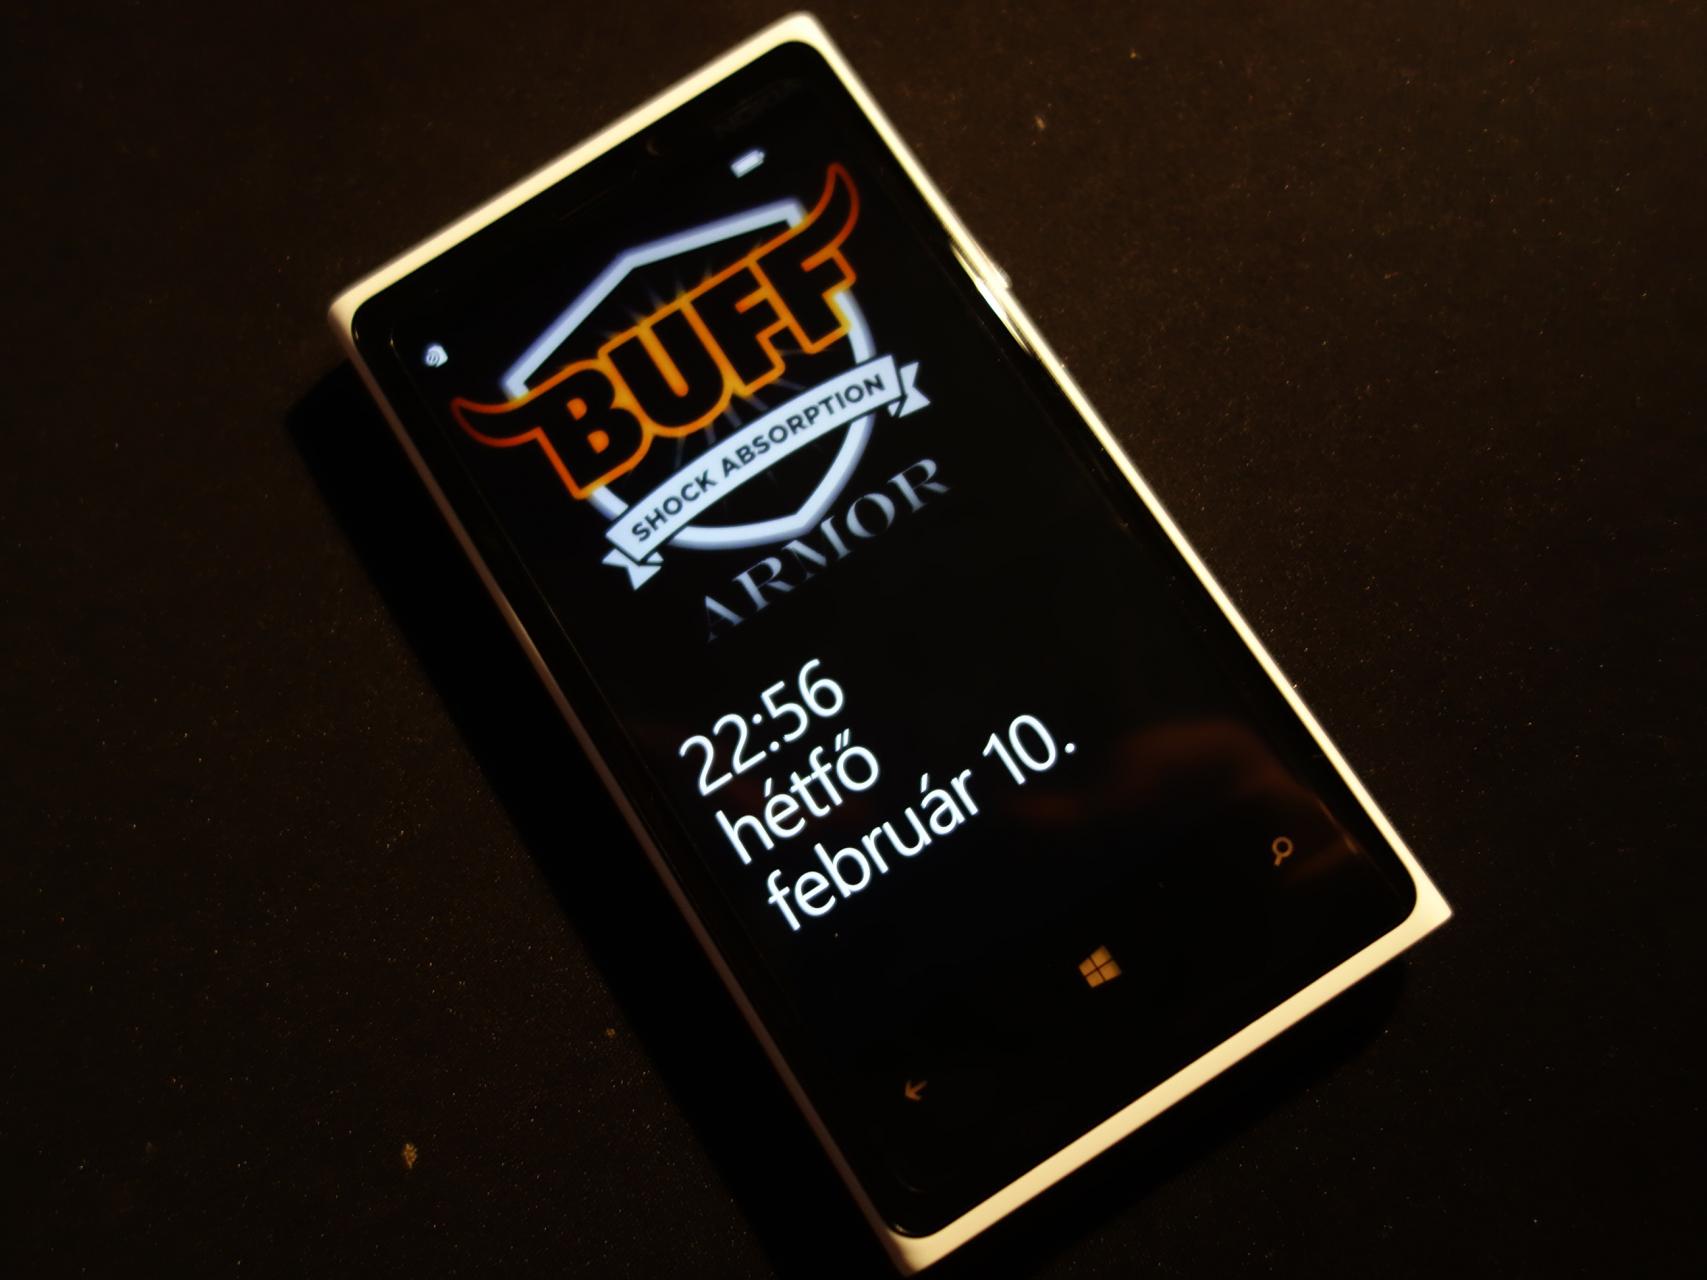 BUFF
SHOCK ABSORPTION
ARMOR
22:56
hétfő
február 10.